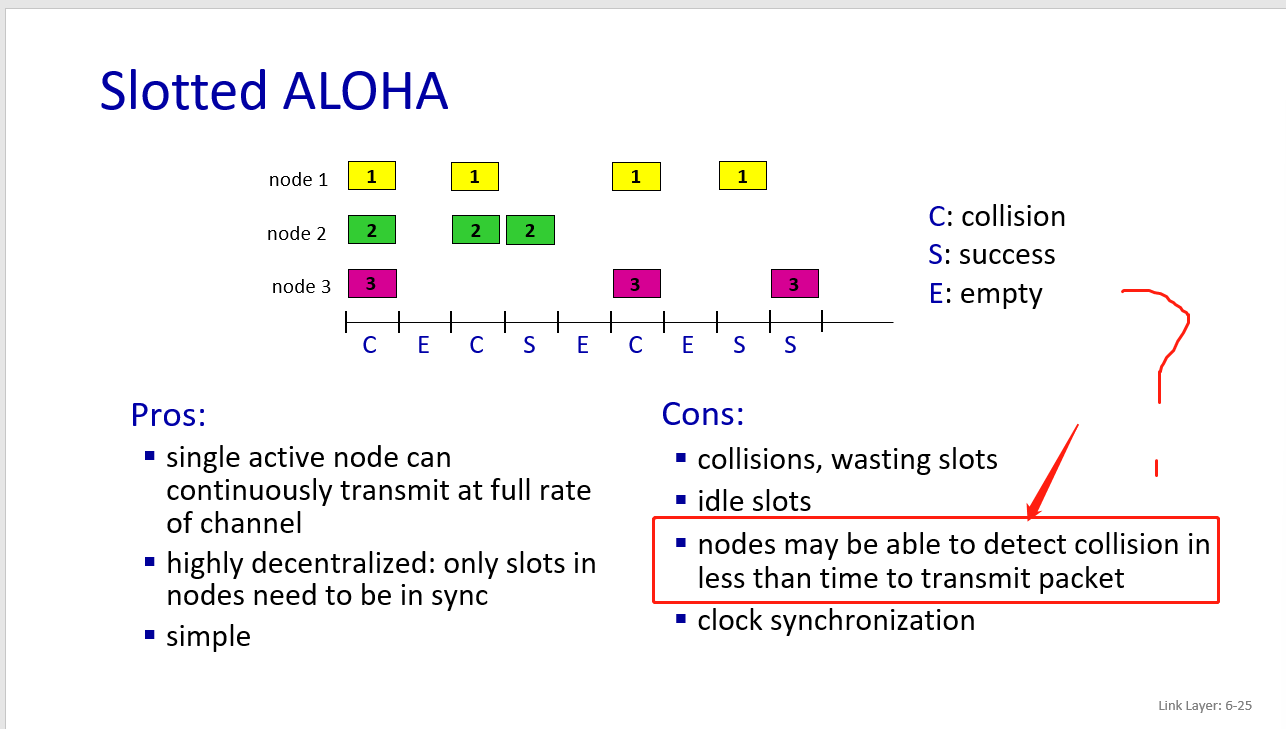 Slotted ALOHA
node 1 1 1 1 1
node 2 2 2 2
node 3 3 3 3
C E C S E C E S S
C: collision
S: success
E: empty
Pros:
▪ single active node can
continuously transmit at full rate
of channel
▪ highly decentralized: only slots in
nodes need to be in sync
▪ simple
Cons:
▪ collisions, wasting slots
▪ idle slots
▪ nodes may be able to detect collision in
less than time to transmit packet
▪ clock synchronization
Link Layer: 6-25